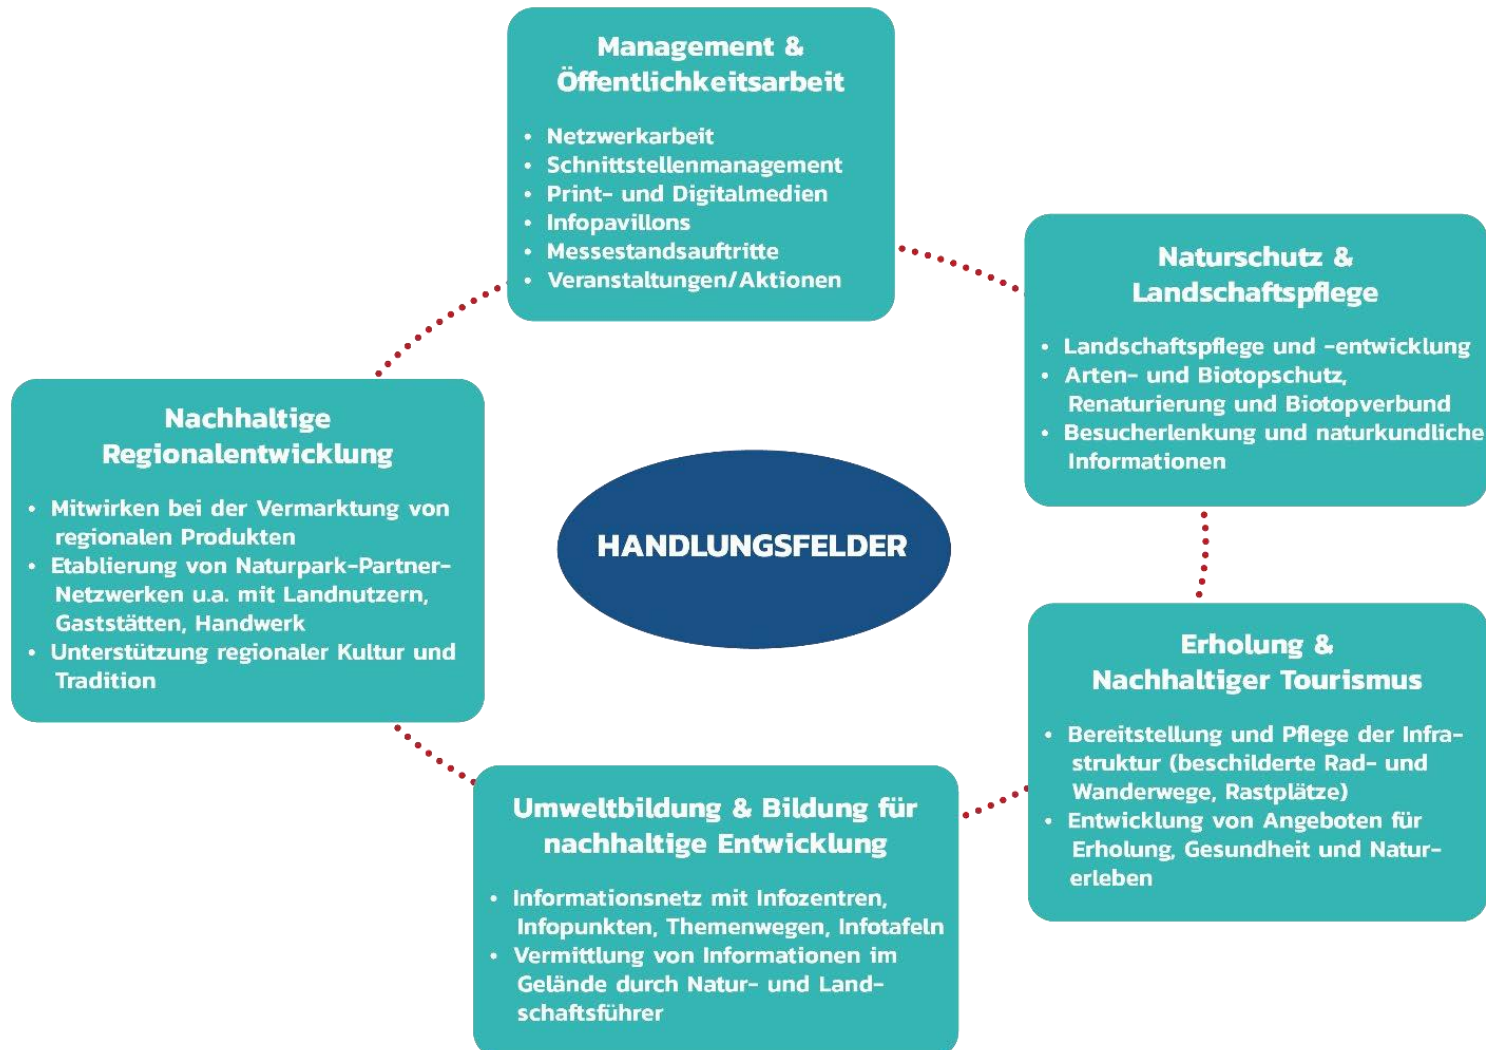 Management &
Öffentlichkeitsarbeit
• Netzwerkarbeit
• Schnittstellenmanagement
• Print- und Digitalmedien
• Infopavillons
• Messestandsauftritte
• Veranstaltungen/Aktionen
Naturschutz &
Landschaftspflege
• Landschaftspflege und -entwicklung
• Arten- und Biotopschutz,
Renaturierung und Biotopverbund
• Besucherlenkung und naturkundliche
Informationen
Nachhaltige
Regionalentwicklung
• Mitwirken bei der Vermarktung von
regionalen Produkten
• Etablierung von Naturpark-Partner-
Netzwerken u.a. mit Landnutzern,
Gaststätten, Handwerk
• Unterstützung regionaler Kultur und
Tradition
HANDLUNGSFELDER
Erholung &
Nachhaltiger Tourismus
• Bereitstellung und Pflege der Infra-
struktur (beschilderte Rad- und
Wanderwege, Rastplätze)
• Entwicklung von Angeboten für
Erholung, Gesundheit und Natur-
erleben
Umweltbildung & Bildung für
nachhaltige Entwicklung
• Informationsnetz mit Infozentren,
Infopunkten, Themenwegen, Infotafeln
• Vermittlung von Informationen im
Gelände durch Natur- und Land-
schaftsführer